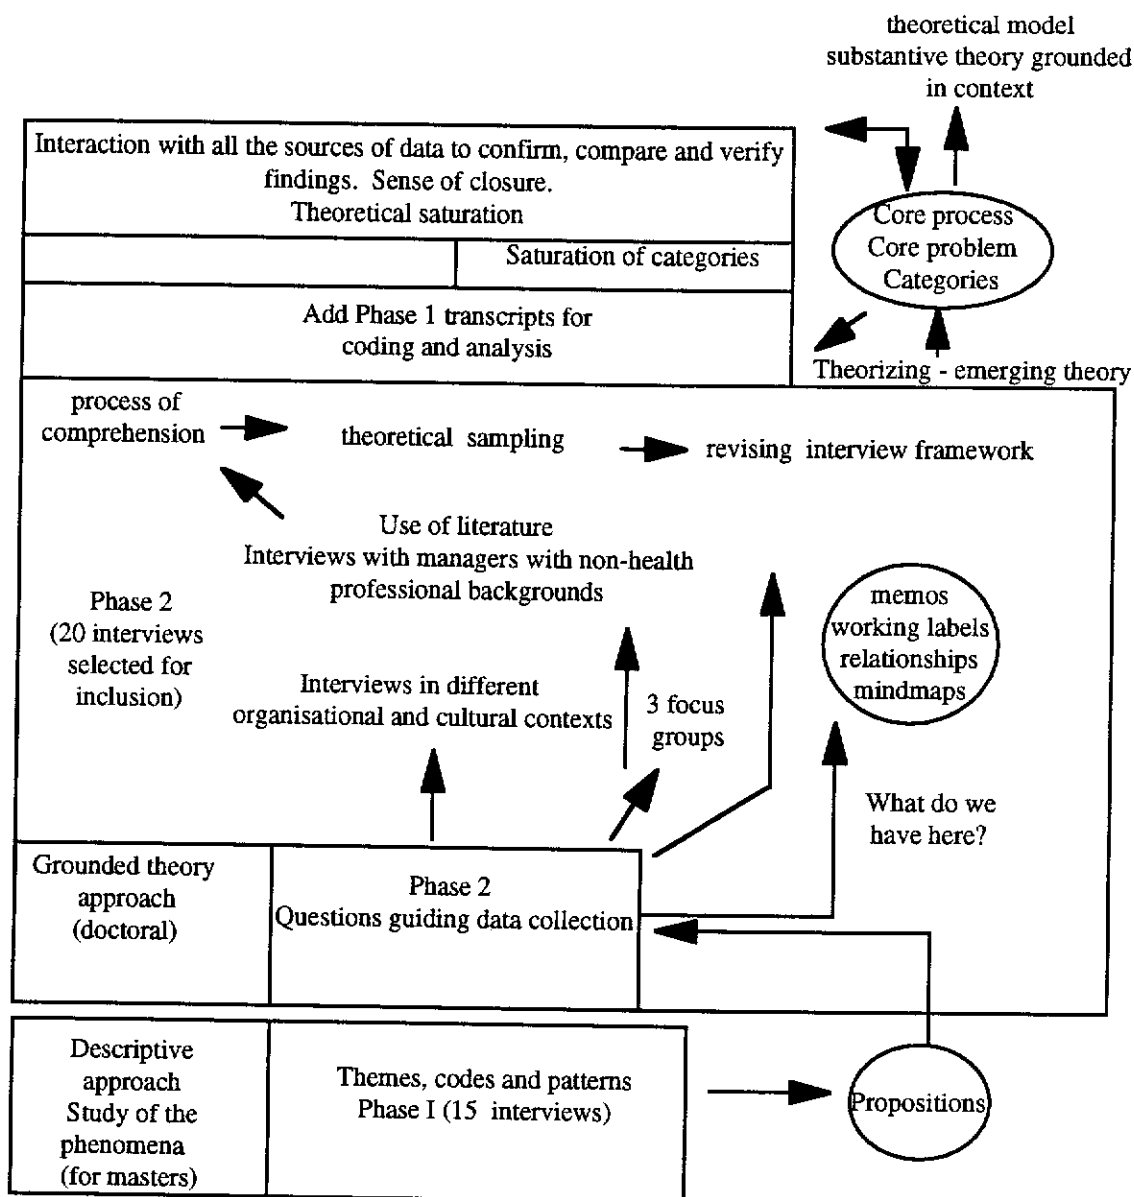 theoretical model
substantive theory grounded
in context
Interaction with all the sources of data to confirm, compare and verify
findings. Sense of closure.
Theoretical saturation
Core process
Core problem
Categories
Saturation of categories
Add Phase 1 transcripts for
coding and analysis
Theorizing - emerging theory
process of
comprehension
theoretical sampling
revising interview framework
Use of literature
Interviews with managers with non-health
professional backgrounds
Phase 2
(20 interviews
selected for
inclusion)
memos
working labels
relationships
mindmaps
Interviews in different
organisational and cultural contexts
3 focus
groups
What do we
have here?
Grounded theory
approach
(doctoral)
Phase 2
Questions guiding data collection
Descriptive
approach
Study of the
phenomena
(for masters)
Themes, codes and patterns
Phase I (15 interviews)
Propositions